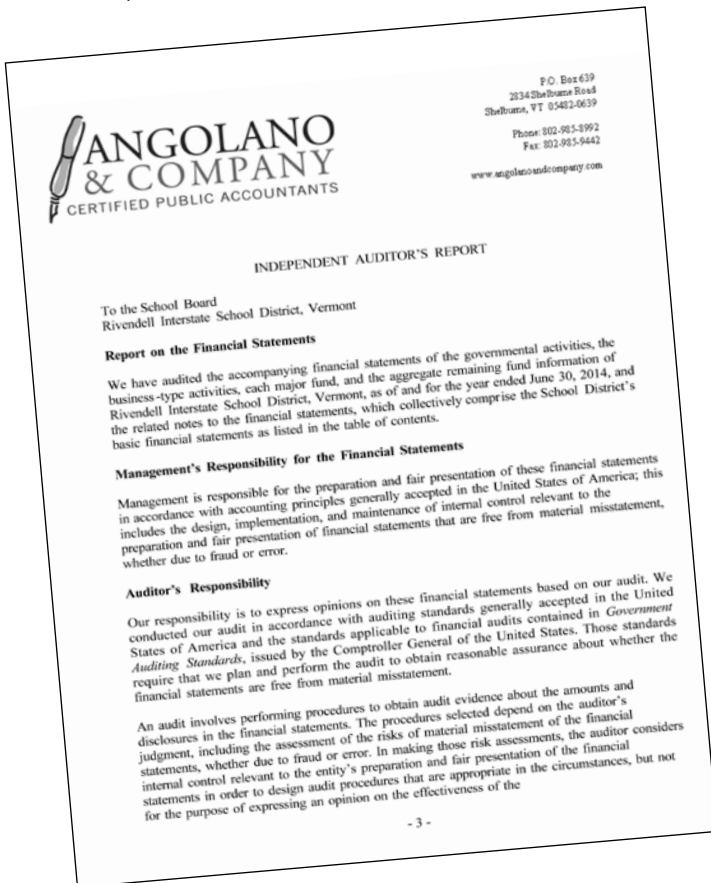 ANGOLANO
& COMPANY
CERTIFIED PUBLIC ACCOUNTANTS
P.O. Box 639
2834 Shelburne Road
Shelburne, VT 05482-0639
Phone: 802-985-8992
Fax: 802-985-9442
www.angolanoandcompany.com
INDEPENDENT AUDITOR'S REPORT
To the School Board
Rivendell Interstate School District, Vermont
Report on the Financial Statements
We have audited the accompanying financial statements of the governmental activities, the
business-type activities, each major fund, and the aggregate remaining fund information of
Rivendell Interstate School District, Vermont, as of and for the year ended June 30, 2014, and
the related notes to the financial statements, which collectively comprise the School District's
basic financial statements as listed in the table of contents.
Management's Responsibility for the Financial Statements
Management is responsible for the preparation and fair presentation of these financial statements
in accordance with accounting principles generally accepted in the United States of America; this
includes the design, implementation, and maintenance of internal control relevant to the
preparation and fair presentation of financial statements that are free from material misstatement,
whether due to fraud or error.
Auditor's Responsibility
Our responsibility is to express opinions on these financial statements based on our audit. We
conducted our audit in accordance with auditing standards generally accepted in the United
States of America and the standards applicable to financial audits contained in Government
Auditing Standards, issued by the Comptroller General of the United States. Those standards
require that we plan and perform the audit to obtain reasonable assurance about whether the
financial statements are free from material misstatement.
An audit involves performing procedures to obtain audit evidence about the amounts and
disclosures in the financial statements. The procedures selected depend on the auditor's
judgment, including the assessment of the risks of material misstatement of the financial
statements, whether due to fraud or error. In making those risk assessments, the auditor considers
internal control relevant to the entity's preparation and fair presentation of the financial
statements in order to design audit procedures that are appropriate in the circumstances, but not
for the purpose of expressing an opinion on the effectiveness of the
- 3 -